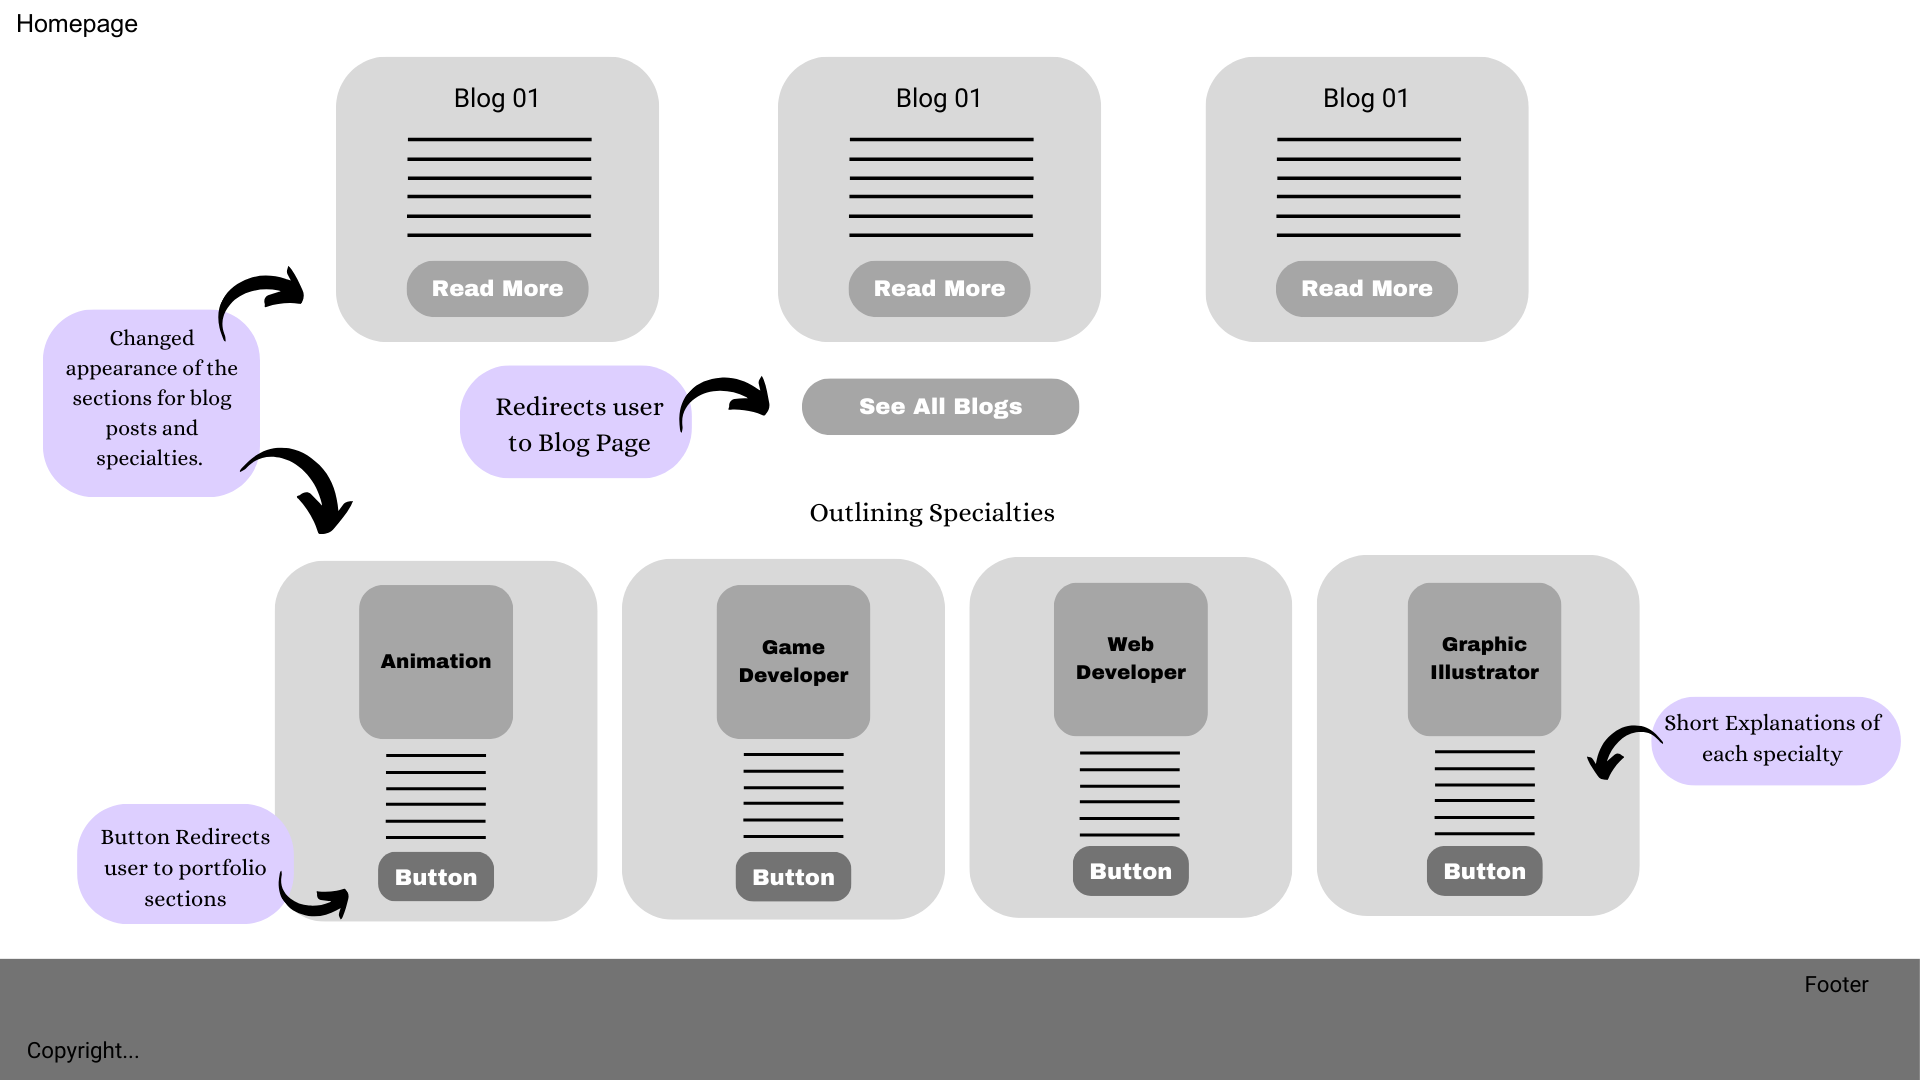 Homepage
Blog 01
Blog 01
Blog 01
Read More
Read More
Read More
Changed
appearance of the
sections for blog
posts and
specialties.
Redirects user
to Blog Page
See All Blogs
Outlining Specialties
Animation
Game
Developer
Web
Developer
Graphic
Illustrator
Short Explanations of
each specialty
Button Redirects
user to portfolio
sections
Button
Button
Button
Button
Footer
Copyright...